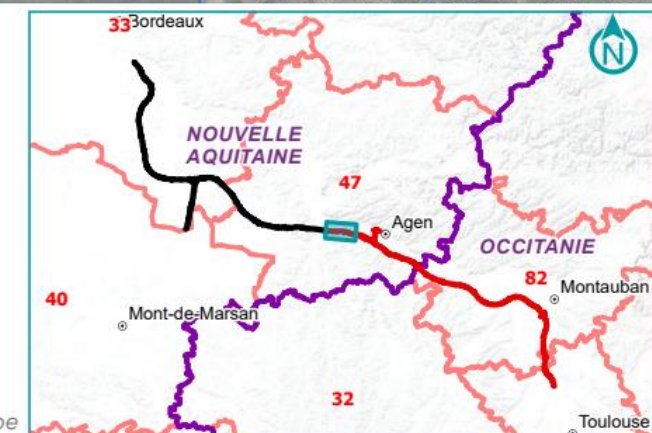 33 Bordeaux
N
NOUVELLE
AQUITAINE
47
Agen
OCCITANIE
82
Montauban
40
Mont-de-Marsan
32
Toulouse